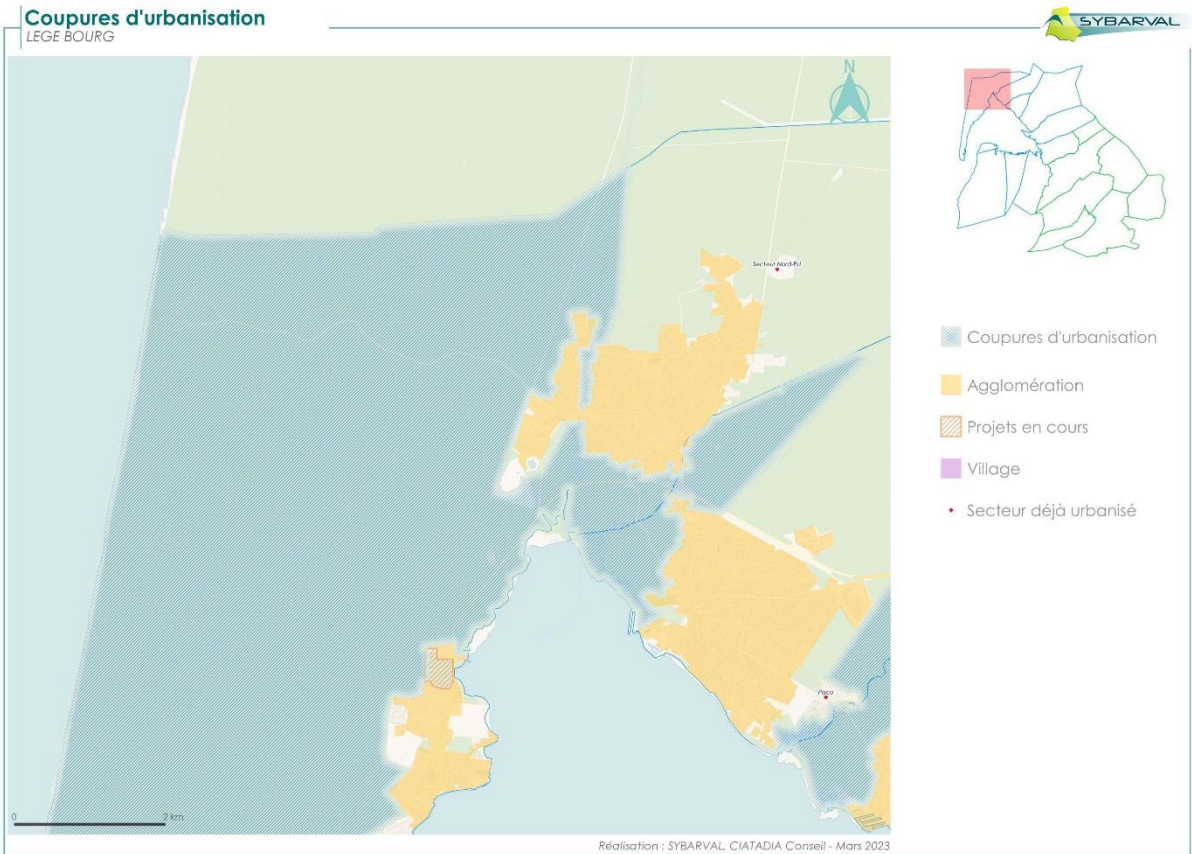 Coupures d'urbanisation
LEGE BOURG
SYBARVAL
N
Secteur Nord-Est
Coupures d'urbanisation
Agglomération
Projets en cours
Village
Secteur déjà urbanisé
Paca
0
2 km
Réalisation : SYBARVAL, CIATADIA Conseil - Mars 2023